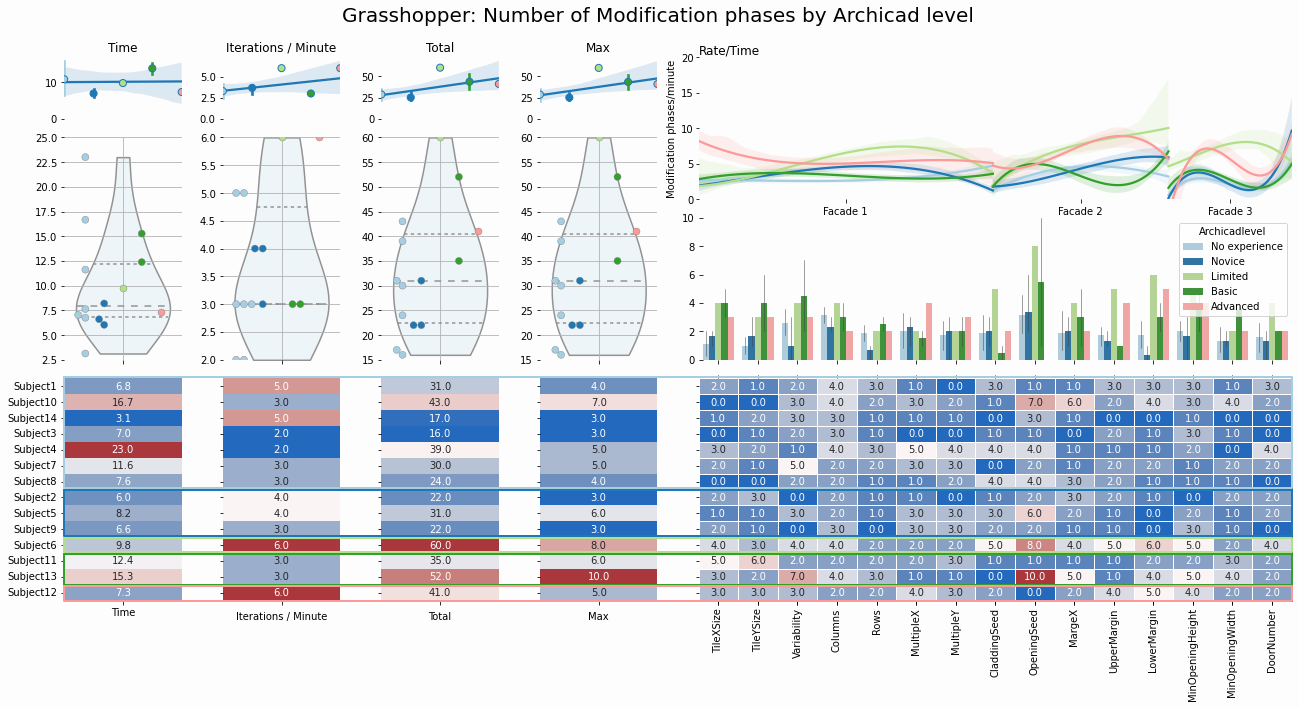 Grasshopper: Number of Modification phases by Archicad level
Time
Iterations / Minute
Total
Max
Rate/Time
10
0
5.0
2.5
0
50
25
0
50
25
0
Modification phases/minute
20
15
10
5
0
Facade 1
Facade 2
Facade 3
25.0
22.5
20.0
17.5
15.0
12.5
10.0
7.5
5.0
2.5
6.0
5.5
5.0
4.5
4.0
3.5
3.0
2.5
2.0
60
55
50
45
40
35
30
25
20
15
60
55
50
45
40
35
30
25
20
15
10
8
6
4
2
0
Archicadlevel
No experience
Novice
Limited
Basic
Advanced
Subject1 6.8 5.0 31.0 4.0 2.0 1.0 2.0 4.0 3.0 1.0 0.0 3.0 1.0 1.0 3.0 3.0 3.0 1.0 3.0
Subject10 16.7 3.0 43.0 7.0 0.0 0.0 3.0 4.0 2.0 3.0 2.0 1.0 7.0 6.0 2.0 4.0 3.0 4.0 2.0
Subject14 3.1 5.0 17.0 3.0 1.0 2.0 3.0 3.0 1.0 2.0 1.0 0.0 3.0 1.0 0.0 0.0 1.0 0.0 0.0
Subject3 7.0 2.0 16.0 3.0 0.0 1.0 2.0 3.0 1.0 0.0 0.0 1.0 1.0 0.0 2.0 1.0 3.0 1.0 0.0
Subject4 23.0 2.0 39.0 5.0 3.0 2.0 1.0 4.0 3.0 5.0 4.0 4.0 4.0 1.0 1.0 1.0 2.0 0.0 4.0
Subject7 11.6 3.0 30.0 5.0 2.0 1.0 5.0 2.0 2.0 3.0 3.0 0.0 2.0 2.0 1.0 2.0 1.0 2.0 2.0
Subject8 7.6 3.0 24.0 4.0 0.0 0.0 2.0 2.0 1.0 2.0 1.0 4.0 4.0 3.0 2.0 1.0 1.0 1.0 0.0
Subject2 6.0 4.0 22.0 3.0 2.0 3.0 0.0 2.0 1.0 1.0 0.0 1.0 2.0 3.0 2.0 1.0 0.0 2.0 2.0
Subject5 8.2 4.0 31.0 6.0 1.0 1.0 3.0 2.0 1.0 3.0 2.0 3.0 6.0 2.0 1.0 0.0 2.0 2.0 2.0
Subject9 6.6 3.0 22.0 3.0 2.0 1.0 0.0 3.0 0.0 3.0 3.0 2.0 2.0 1.0 1.0 0.0 3.0 1.0 0.0
Subject6 9.8 6.0 60.0 8.0 4.0 3.0 4.0 4.0 2.0 2.0 2.0 5.0 8.0 4.0 5.0 6.0 5.0 2.0 4.0
Subject11 12.4 3.0 35.0 6.0 5.0 6.0 2.0 2.0 2.0 2.0 3.0 1.0 1.0 1.0 1.0 2.0 2.0 3.0 2.0
Subject13 15.3 3.0 52.0 10.0 3.0 2.0 7.0 4.0 3.0 1.0 1.0 0.0 10.0 5.0 1.0 4.0 5.0 4.0 2.0
Subject12 7.3 6.0 41.0 5.0 3.0 3.0 3.0 2.0 2.0 4.0 3.0 2.0 0.0 2.0 4.0 5.0 4.0 2.0 2.0
Time
Iterations / Minute
Total
Max
TileXSize
TileYSize
Variability
Columns
Rows
MultipleX
MultipleY
CladdingSeed
OpeningSeed
MargeX
UpperMargin
LowerMargin
MinOpeningHeight
MinOpeningWidth
DoorNumber